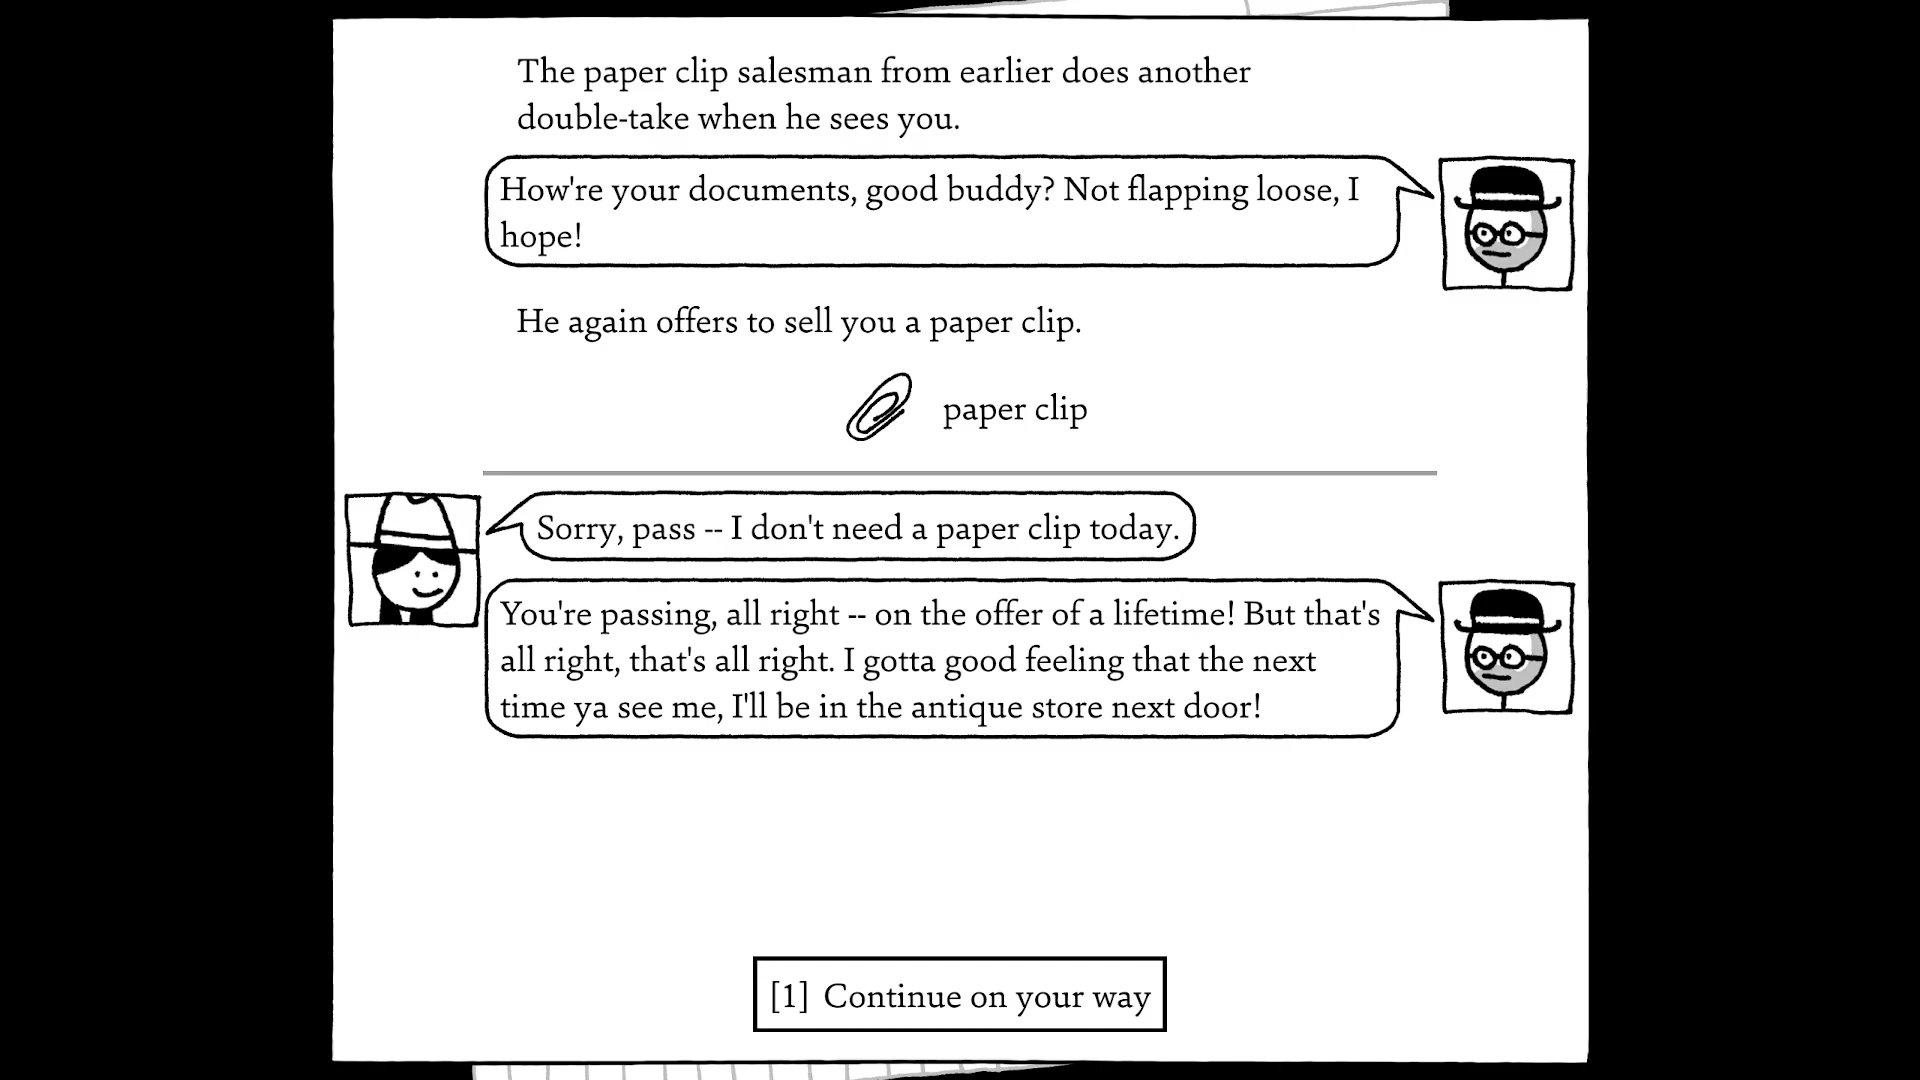 The paper clip salesman from earlier does another
double-take when he sees you.
How're your documents, good buddy? Not flapping loose, I
hope!
He again offers to sell you a paper clip.
paper clip
Sorry, pass -- I don't need a paper clip today.
You're passing, all right -- on the offer of a lifetime! But that's
all right, that's all right. I gotta good feeling that the next
time ya see me, I'll be in the antique store next door!
[1] Continue on your way